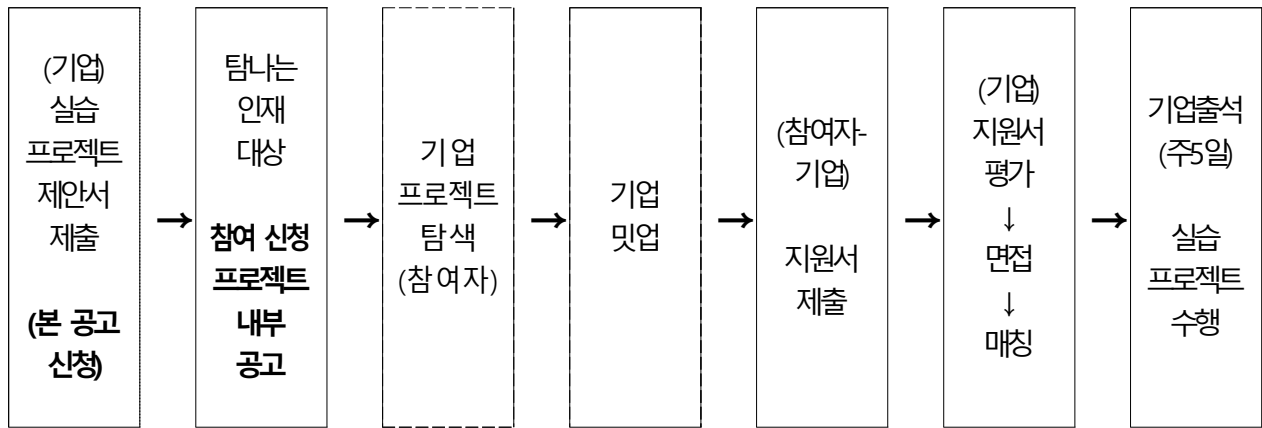 (기업)
실습
프로젝트
제안서
제출
(본 공고
신청)
→
탐나는
인재
대상
참여 신청
프로젝트
내부
공고
→
기업
프로젝트
탐색
(참여자)
→
기업
밋업
→
(참여자-
기업)
지원서
제출
→
(기업)
지원서
평가
↓
면접
↓
매칭
→
기업출석
(주5일)
실습
프로젝트
수행